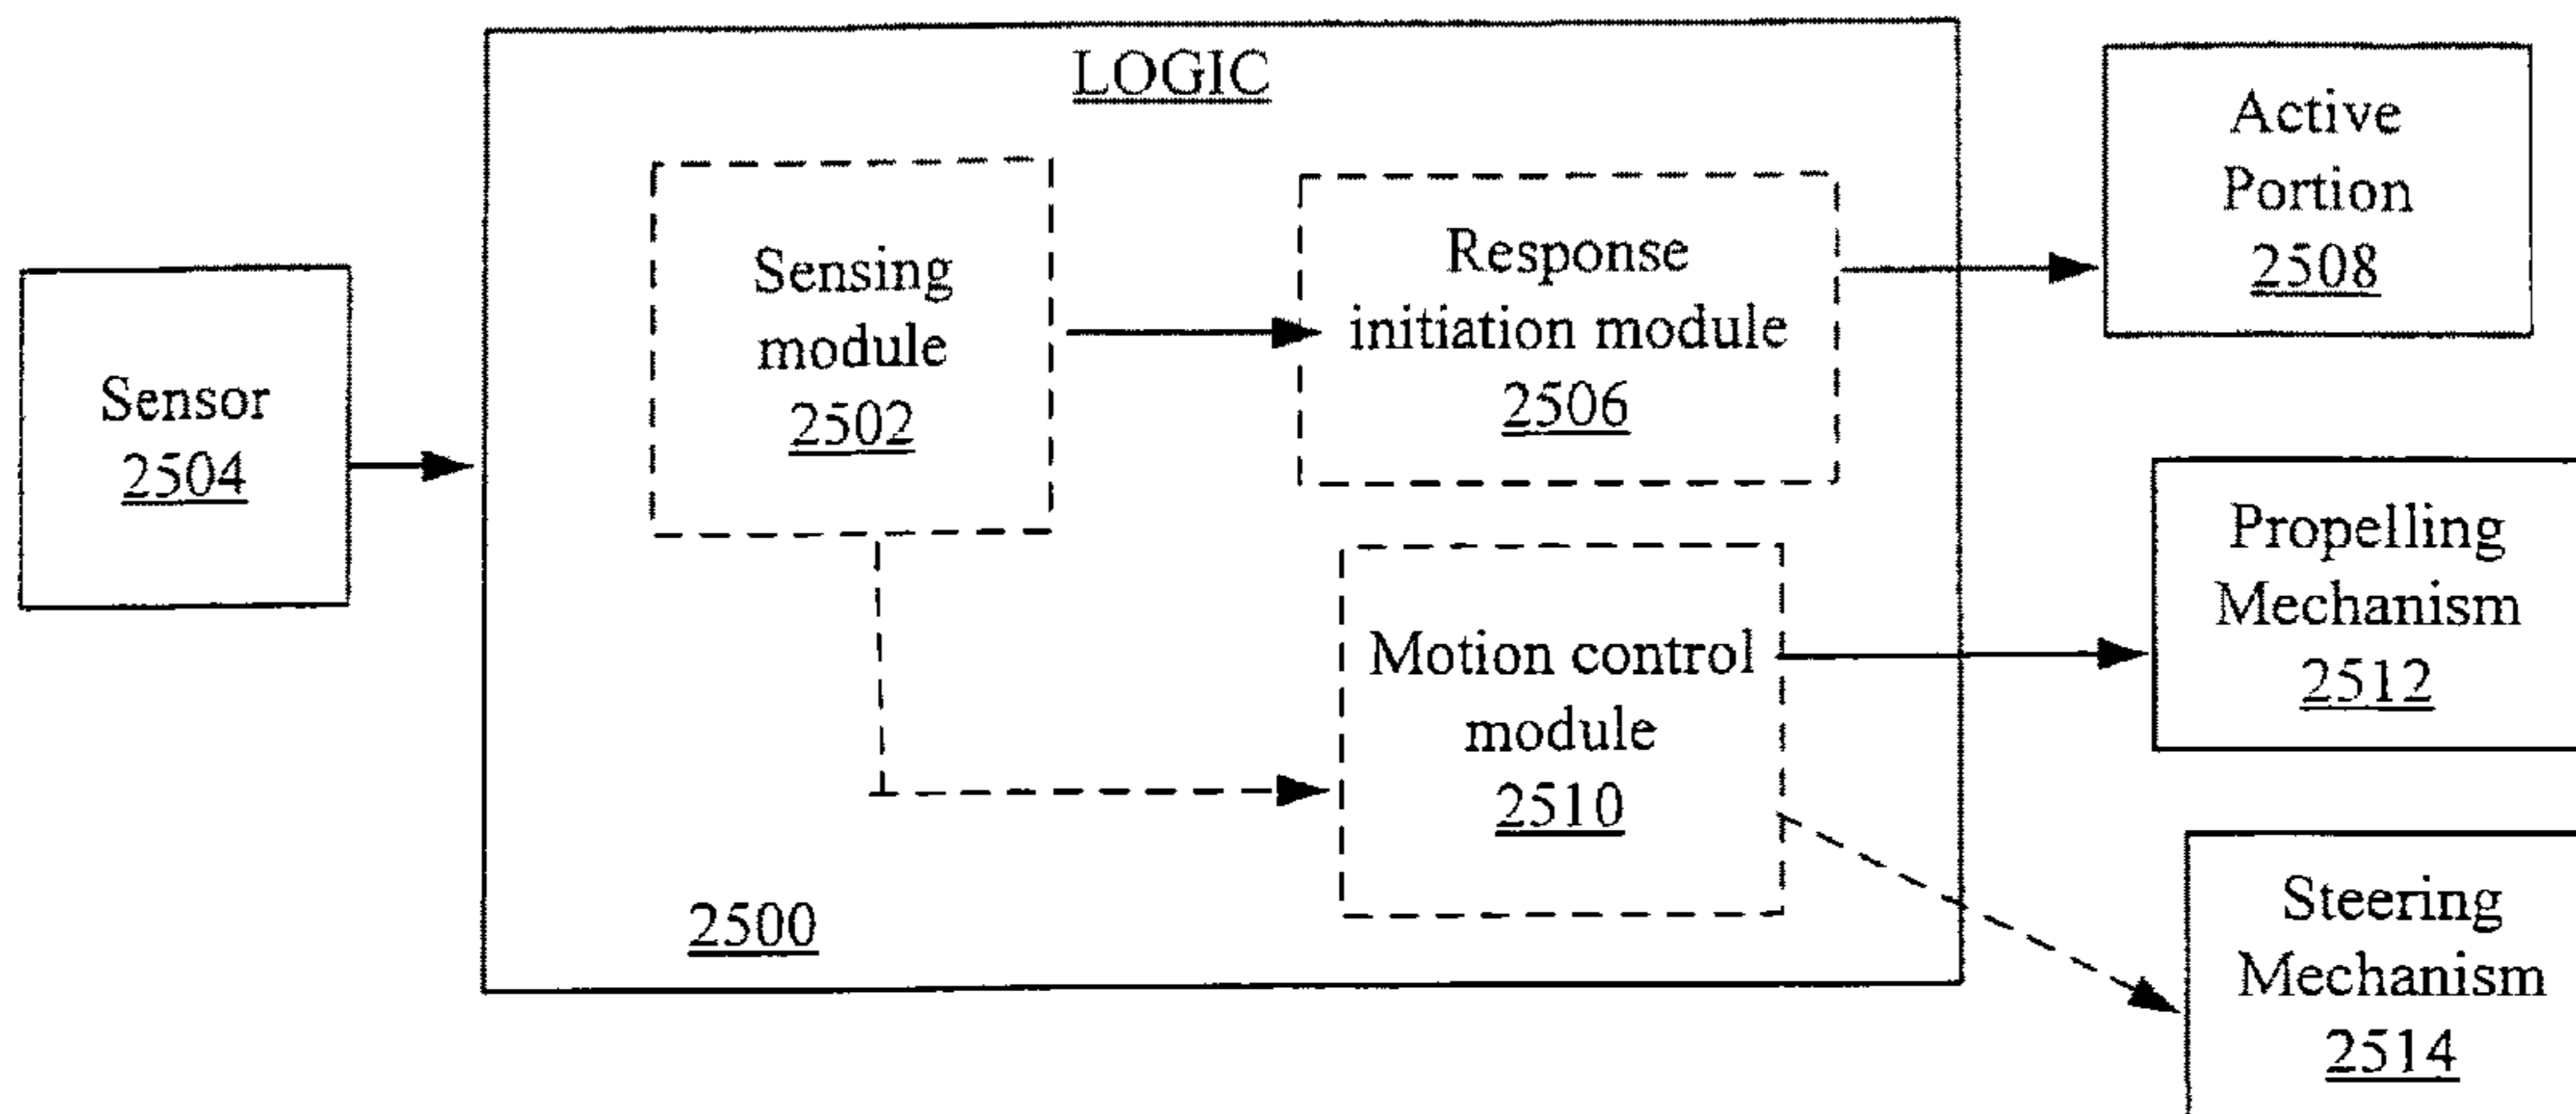 LOGIC
Sensor
2504
Sensing
module
2502
Response
initiation module
2506
Active
Portion
2508
Motion control
module
2510
Propelling
Mechanism
2512
Steering
Mechanism
2514
2500